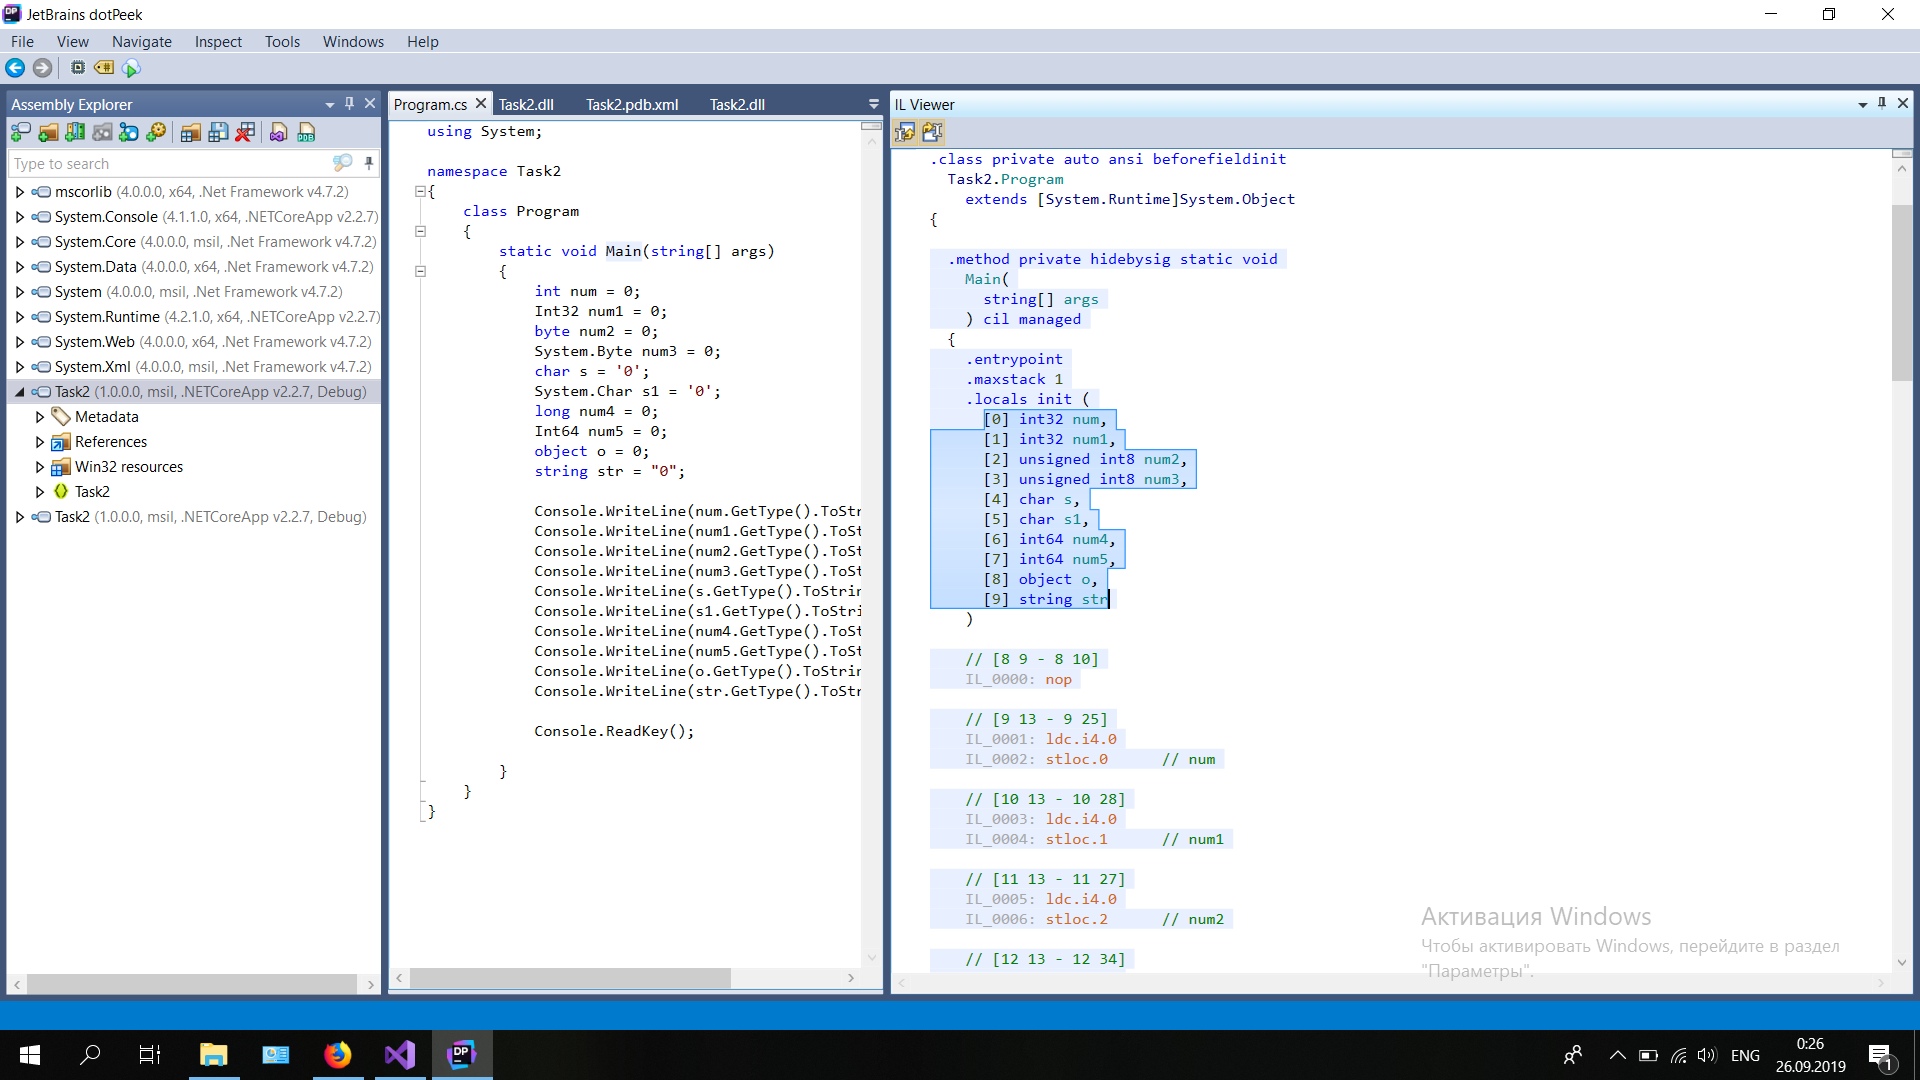 JetBrains dotPeek
File View Navigate Inspect Tools Windows Help
Assembly Explorer
Type to search
mscorlib (4.0.0.0, x64, .Net Framework v4.7.2)
System.Console (4.1.1.0, x64, .NETCoreApp v2.2.7)
System.Core (4.0.0.0, msil, .Net Framework v4.7.2)
System.Data (4.0.0.0, x64, .Net Framework v4.7.2)
System (4.0.0.0, msil, .Net Framework v4.7.2)
System.Runtime (4.2.1.0, x64, .NETCoreApp v2.2.7)
System.Web (4.0.0.0, x64, .Net Framework v4.7.2)
System.Xml (4.0.0.0, msil, .Net Framework v4.7.2)
Task2 (1.0.0.0, msil, .NETCoreApp v2.2.7, Debug)
Metadata
References
Win32 resources
Task2
Task2 (1.0.0.0, msil, .NETCoreApp v2.2.7, Debug)
Program.cs Task2.dll Task2.pdb.xml Task2.dll
using System;
namespace Task2
{
class Program
{
static void Main(string[] args)
{
int num = 0;
Int32 num1 = 0;
byte num2 = 0;
System.Byte num3 = 0;
char s = '0';
System.Char s1 = '0';
long num4 = 0;
Int64 num5 = 0;
object o = 0;
string str = "0";
Console.WriteLine(num.GetType().ToStr
Console.WriteLine(num1.GetType().ToSt
Console.WriteLine(num2.GetType().ToSt
Console.WriteLine(num3.GetType().ToSt
Console.WriteLine(s.GetType().ToStrin
Console.WriteLine(s1.GetType().ToStri
Console.WriteLine(num4.GetType().ToSt
Console.WriteLine(num5.GetType().ToSt
Console.WriteLine(o.GetType().ToStrin
Console.WriteLine(str.GetType().ToStr
Console.ReadKey();
}
}
}
IL Viewer
.class private auto ansi beforefieldinit
Task2.Program
extends [System.Runtime]System.Object
{
.method private hidebysig static void
Main(
string[] args
) cil managed
{
.entrypoint
.maxstack 1
.locals init (
[0] int32 num,
[1] int32 num1,
[2] unsigned int8 num2,
[3] unsigned int8 num3,
[4] char s,
[5] char s1,
[6] int64 num4,
[7] int64 num5,
[8] object o,
[9] string str
)
// [8 9 - 8 10]
IL_0000: nop
// [9 13 - 9 25]
IL_0001: ldc.i4.0
IL_0002: stloc.0 // num
// [10 13 - 10 28]
IL_0003: ldc.i4.0
IL_0004: stloc.1 // num1
// [11 13 - 11 27]
IL_0005: ldc.i4.0
IL_0006: stloc.2 // num2
// [12 13 - 12 34]
Активация Windows
Чтобы активировать Windows, перейдите в раздел
"Параметры".
ENG
0:26
26.09.2019
1